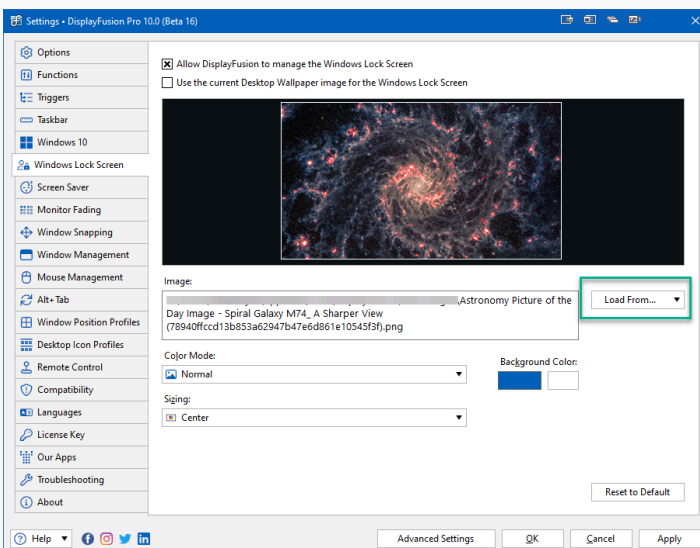 Settings • DisplayFusion Pro 10.0 (Beta 16)
Options
Functions
Triggers
Taskbar
Windows 10
Windows Lock Screen
Screen Saver
Monitor Fading
Window Snapping
Window Management
Mouse Management
Alt+Tab
Window Position Profiles
Desktop Icon Profiles
Remote Control
Compatibility
Languages
License Key
Our Apps
Troubleshooting
About
Allow DisplayFusion to manage the Windows Lock Screen
Use the current Desktop Wallpaper image for the Windows Lock Screen
Image:
\Astronomy Picture of the
Day Image - Spiral Galaxy M74_ A Sharper View
(78940ffccd13b853a62947b47e6d861e10545f3f).png
Load From...
Color Mode:
Normal
Background Color:
Sizing:
Center
Reset to Default
Help
Advanced Settings
OK
Cancel
Apply